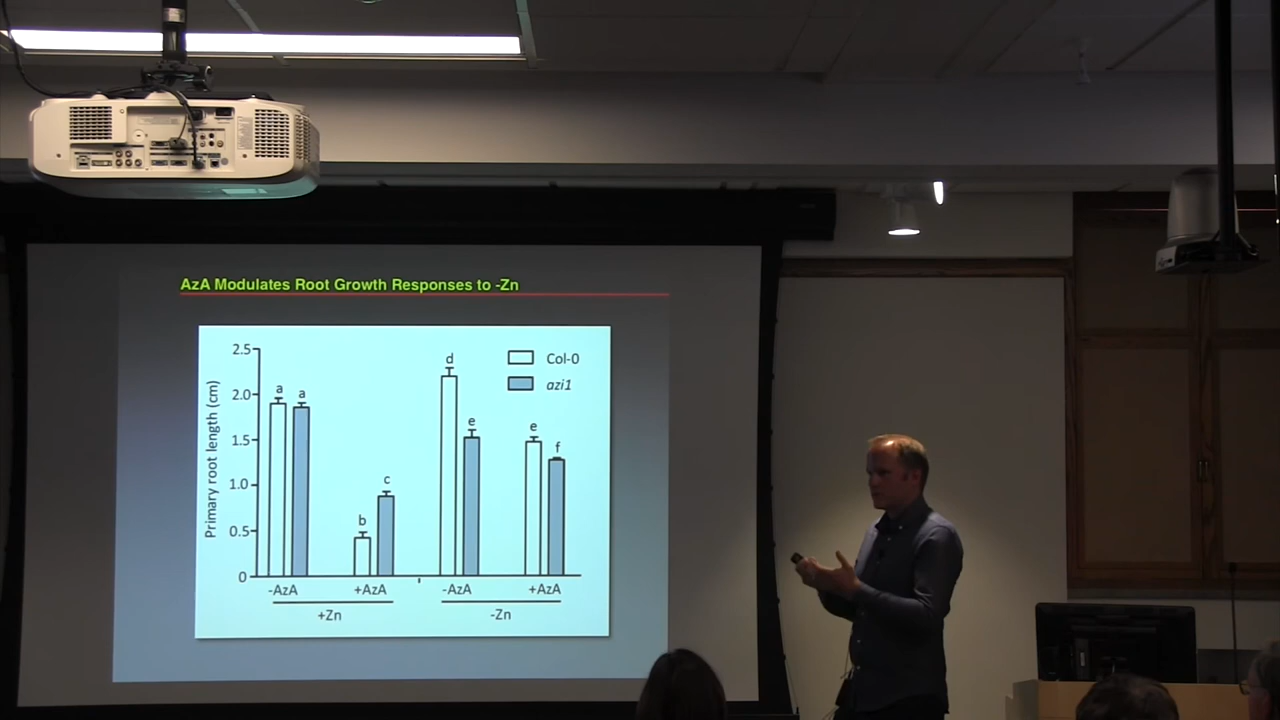 AzA Modulates Root Growth Responses to -Zn
Primary root length (cm)
2.5
2.0
1.5
1.0
0.5
0
a
a
b
c
d
e
e
f
Col-0
azi1
-AzA
+AzA
-AzA
+AzA
+Zn
-Zn